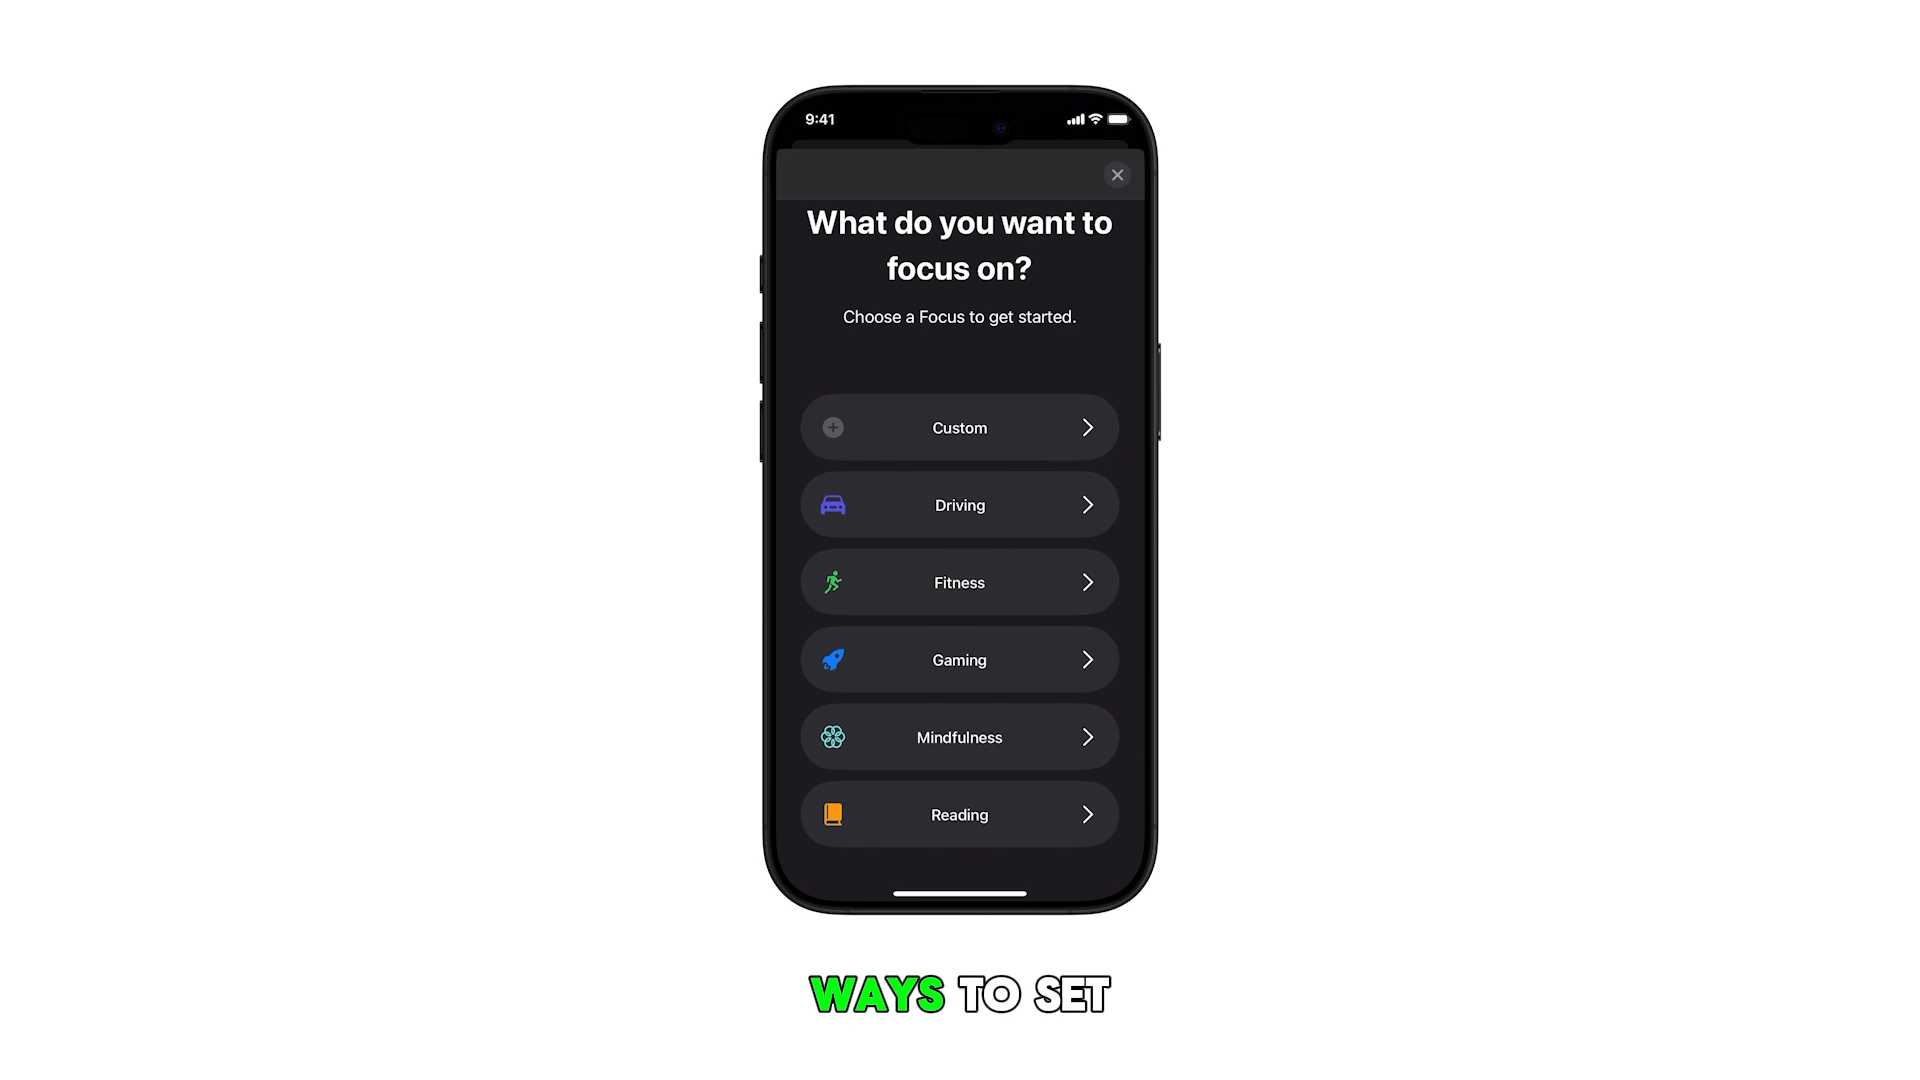 9:41
What do you want to
focus on?
Choose a Focus to get started.
Custom
Driving
Fitness
Gaming
Mindfulness
Reading
WAYS TO SET